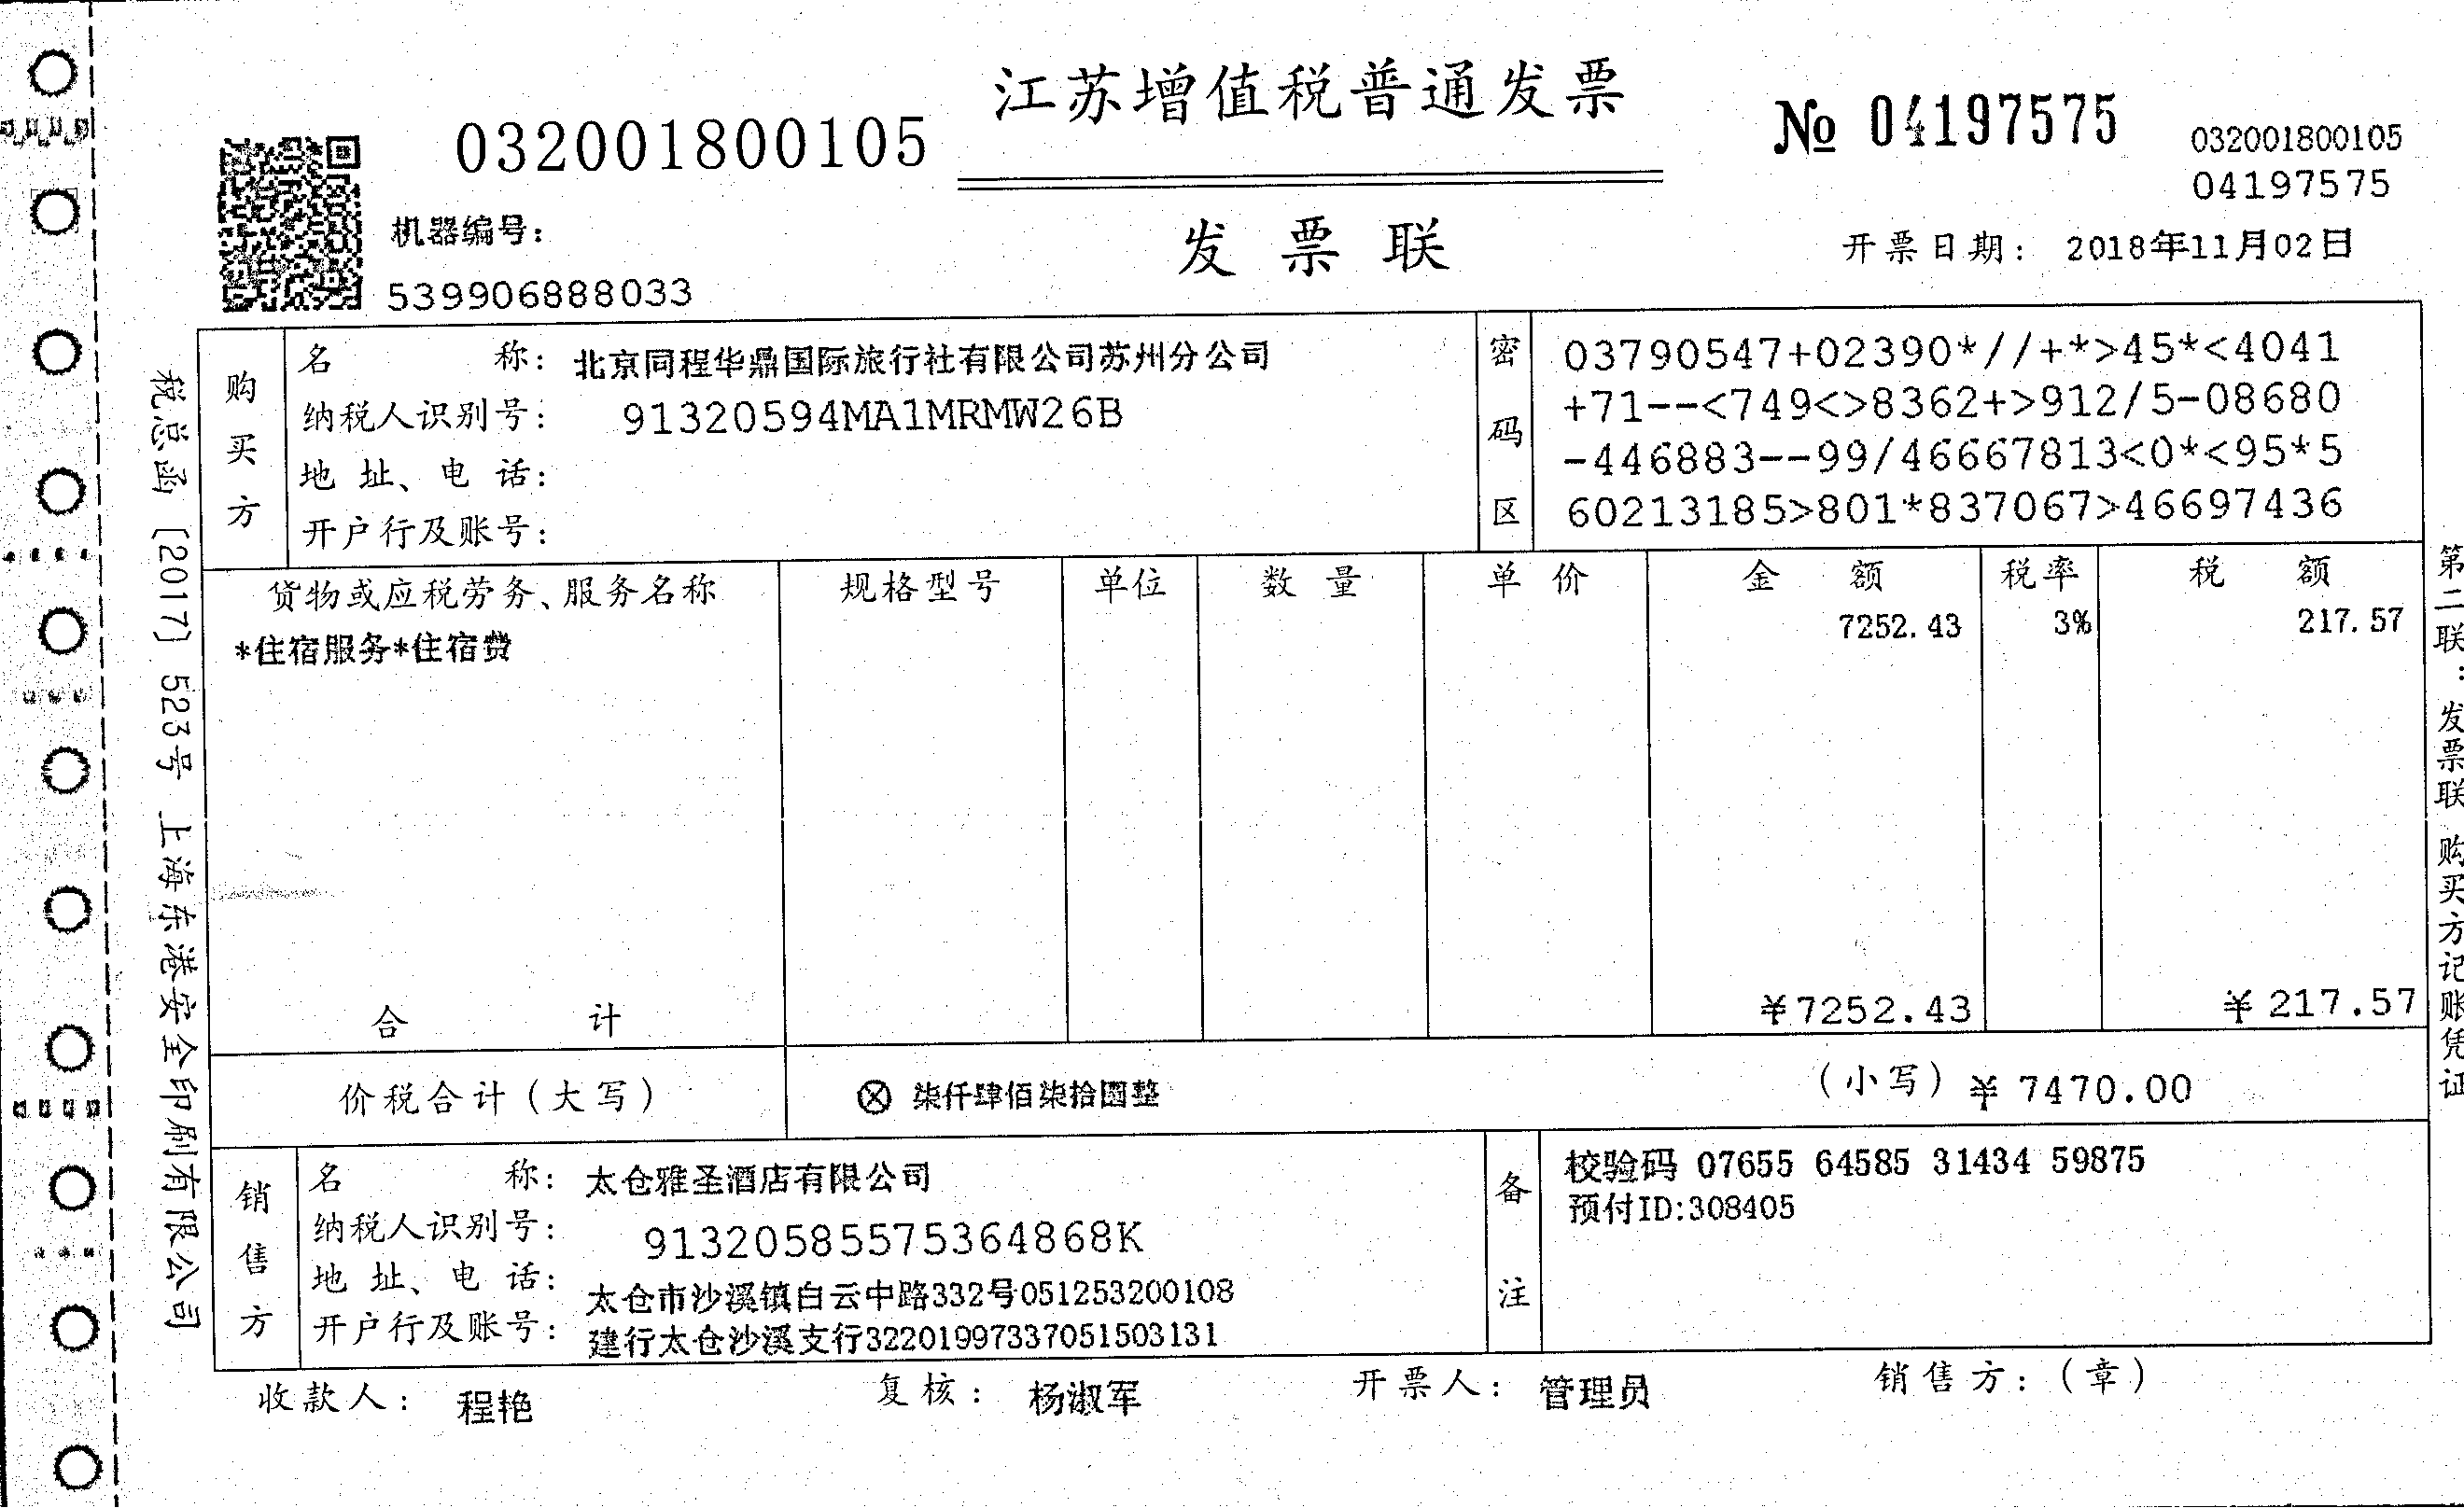 江苏增值税普通发票
032001800105
№ 04197575
032001800105
04197575
机器编号：
539906888033
发票联
开票日期： 2018年11月02日
税总函〔2017〕523号 上海东港安全印刷有限公司
购买方
名称： 北京同程华鼎国际旅行社有限公司苏州分公司
纳税人识别号： 91320594MA1MRMW26B
地址、电话：
开户行及账号：
密码区
03790547+02390*//+*>45*<4041
+71--<749<>8362+>912/5-08680
-446883--99/46667813<0*<95*5
60213185>801*837067>46697436
货物或应税劳务、服务名称 规格型号 单位 数量 单价 金额 税率 税额
*住宿服务*住宿费 7252.43 3% 217.57
合计 ¥7252.43 ¥217.57
价税合计（大写） ⊗ 柒仟肆佰柒拾圆整 （小写） ¥7470.00
销售方
名称： 太仓雅圣酒店有限公司
纳税人识别号： 91320585575364868K
地址、电话： 太仓市沙溪镇白云中路332号051253200108
开户行及账号： 建行太仓沙溪支行32201997337051503131
备注
校验码 07655 64585 31434 59875
预付ID:308405
收款人： 程艳 复核： 杨淑军 开票人： 管理员 销售方：（章）
第二联：发票联 购买方记账凭证